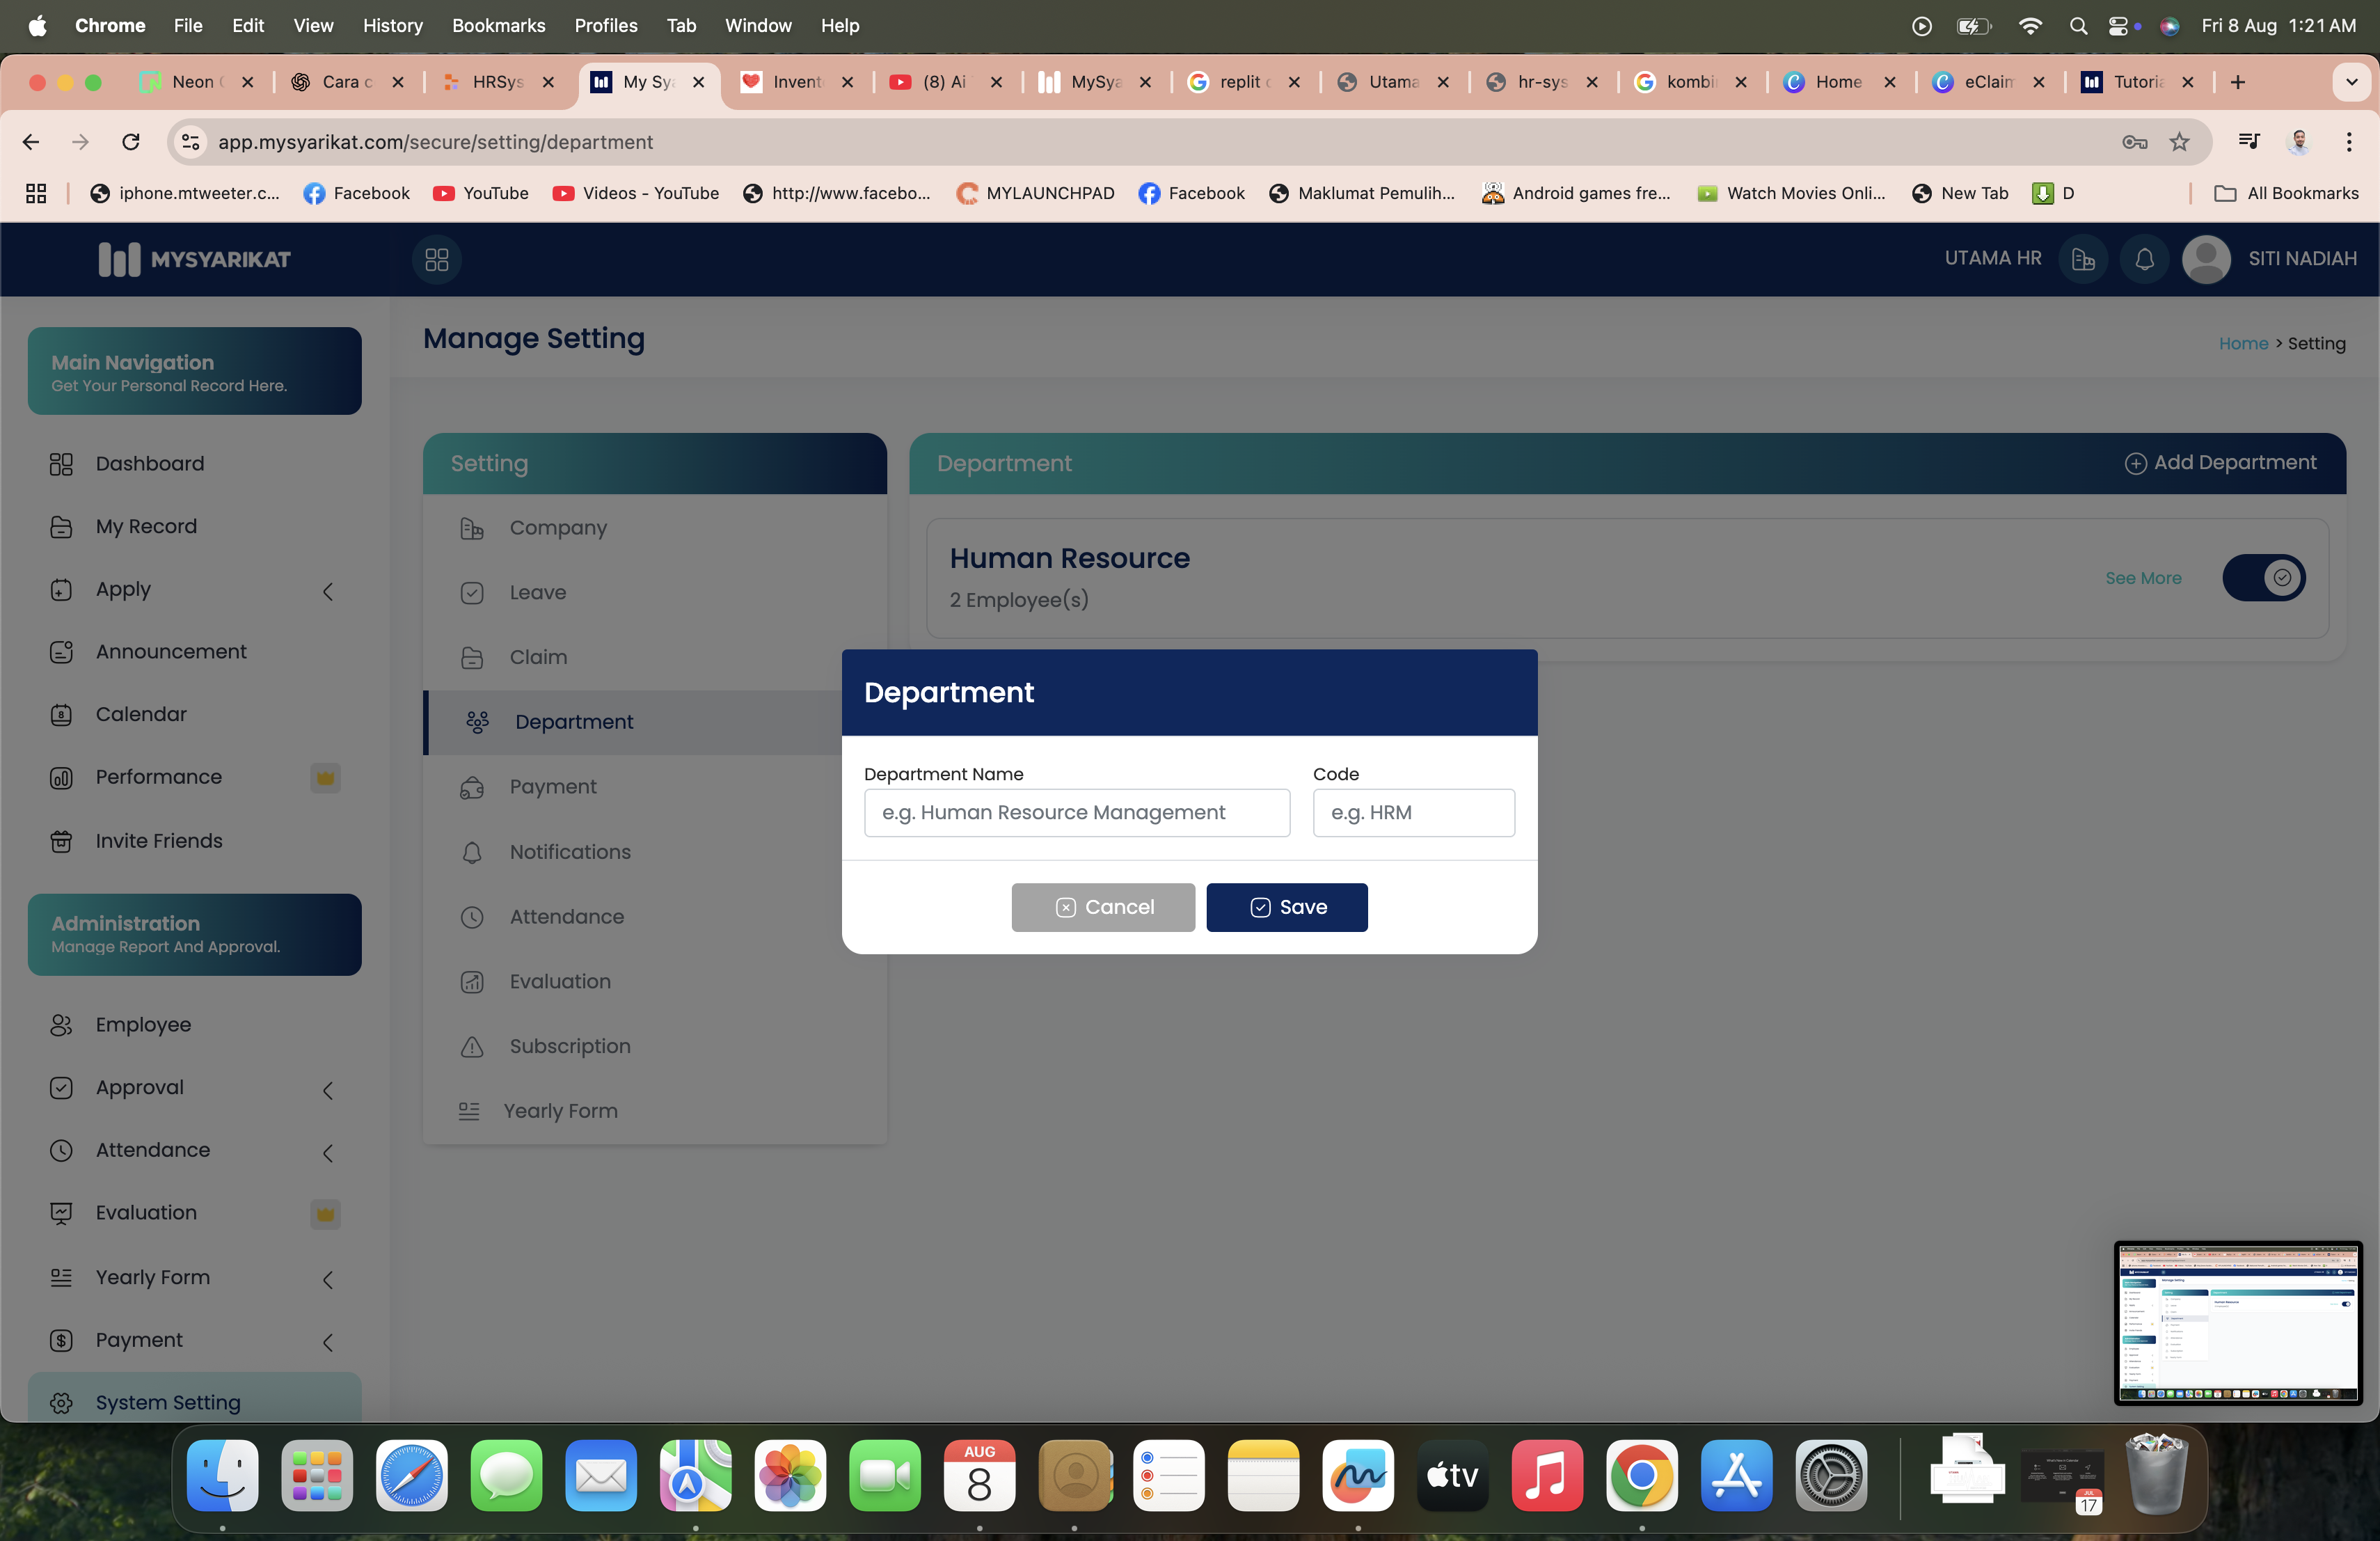 Chrome File Edit View History Bookmarks Profiles Tab Window Help Fri 8 Aug 1:21 AM
Neon Cara c HRSys My Sya Invent (8) Ai MySya replit Utama hr-sys kombi Home eClaim Tutoria
app.mysyarikat.com/secure/setting/department
iphone.mtweeter.c... Facebook YouTube Videos - YouTube http://www.facebo... MYLAUNCHPAD Facebook Maklumat Pemulih... Android games fre... Watch Movies Onli... New Tab D All Bookmarks
MYSYARIKAT UTAMA HR SITI NADIAH
Manage Setting
Home > Setting
Main Navigation
Get Your Personal Record Here.
Dashboard
My Record
Apply
Announcement
Calendar
Performance
Invite Friends
Administration
Manage Report And Approval.
Employee
Approval
Attendance
Evaluation
Yearly Form
Payment
System Setting
Setting
Company
Leave
Claim
Department
Payment
Notifications
Attendance
Evaluation
Subscription
Yearly Form
Department
Add Department
Human Resource
2 Employee(s)
See More
Department
Department Name
Code
e.g. Human Resource Management
e.g. HRM
Cancel
Save
AUG
8
tv
JUL
17